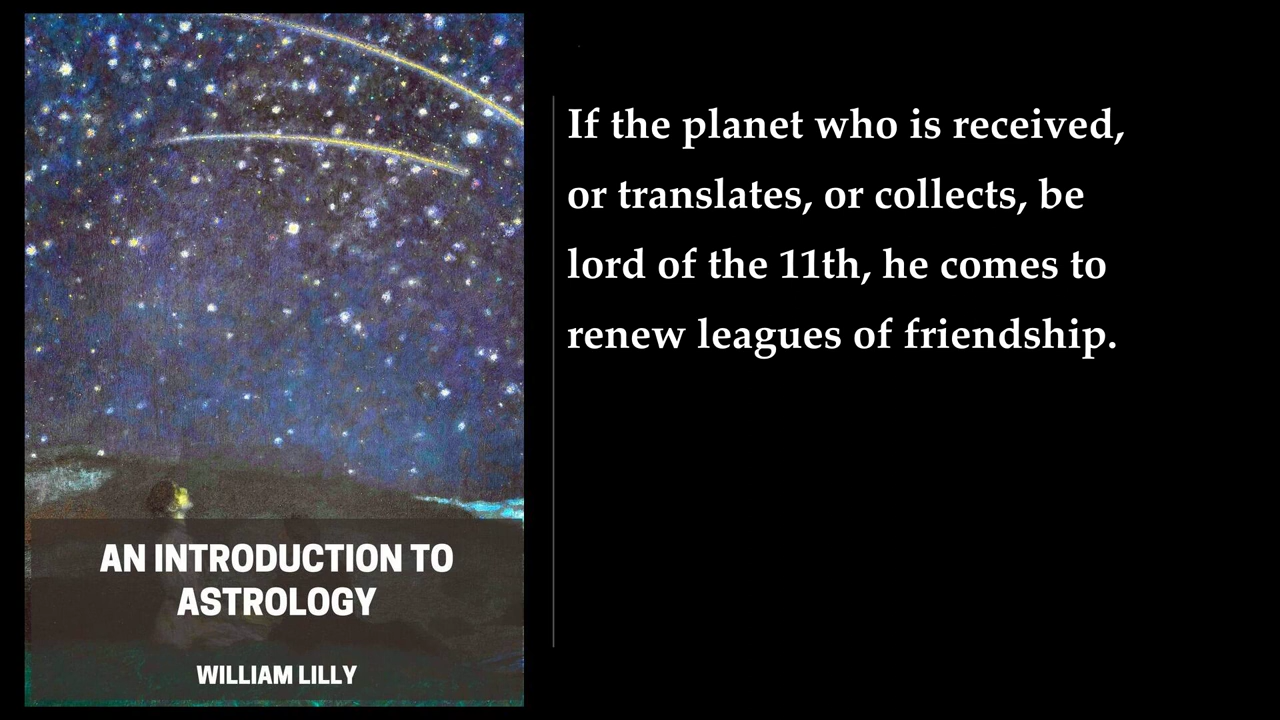 AN INTRODUCTION TO
ASTROLOGY
WILLIAM LILLY
If the planet who is received,
or translates, or collects, be
lord of the 11th, he comes to
renew leagues of friendship.